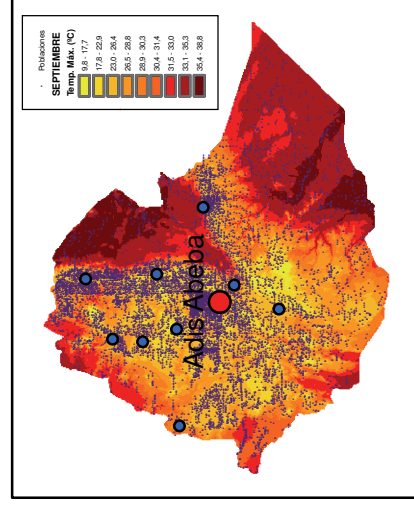 Poblaciones
SEPTIEMBRE
Temp. Máx. (ºC)
9,8 - 17,7
17,8 - 22,9
23,0 - 26,4
26,5 - 28,8
28,9 - 30,3
30,4 - 31,4
31,5 - 33,0
33,1 - 35,3
35,4 - 38,8
Adis Abeba